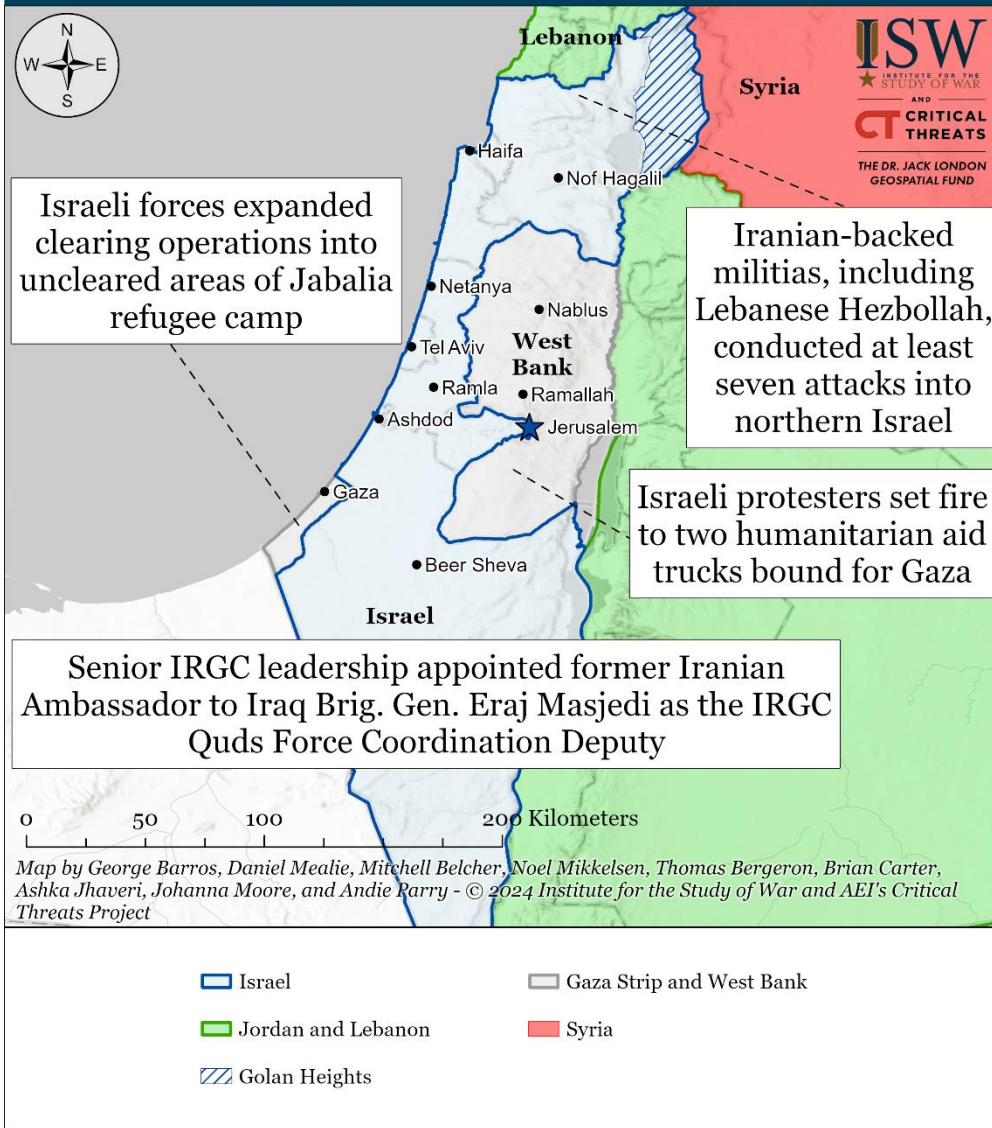 N
W E
S
Lebanon
Syria
ISW
INSTITUTE FOR THE
STUDY OF WAR
AND
CT CRITICAL
THREATS
THE DR. JACK LONDON
GEOSPATIAL FUND
Haifa
Nof Hagalil
Israeli forces expanded
clearing operations into
uncleared areas of Jabalia
refugee camp
Iranian-backed
militias, including
Lebanese Hezbollah,
conducted at least
seven attacks into
northern Israel
Netanya
Nablus
West
Bank
Tel Aviv
Ramla
Ramallah
Ashdod
Jerusalem
Gaza
Israeli protesters set fire
to two humanitarian aid
trucks bound for Gaza
Beer Sheva
Israel
Senior IRGC leadership appointed former Iranian
Ambassador to Iraq Brig. Gen. Eraj Masjedi as the IRGC
Quds Force Coordination Deputy
0 50 100 200 Kilometers
Map by George Barros, Daniel Mealie, Mitchell Belcher, Noel Mikkelsen, Thomas Bergeron, Brian Carter,
Ashka Jhaveri, Johanna Moore, and Andie Parry - © 2024 Institute for the Study of War and AEI's Critical
Threats Project
Israel
Gaza Strip and West Bank
Jordan and Lebanon
Syria
Golan Heights